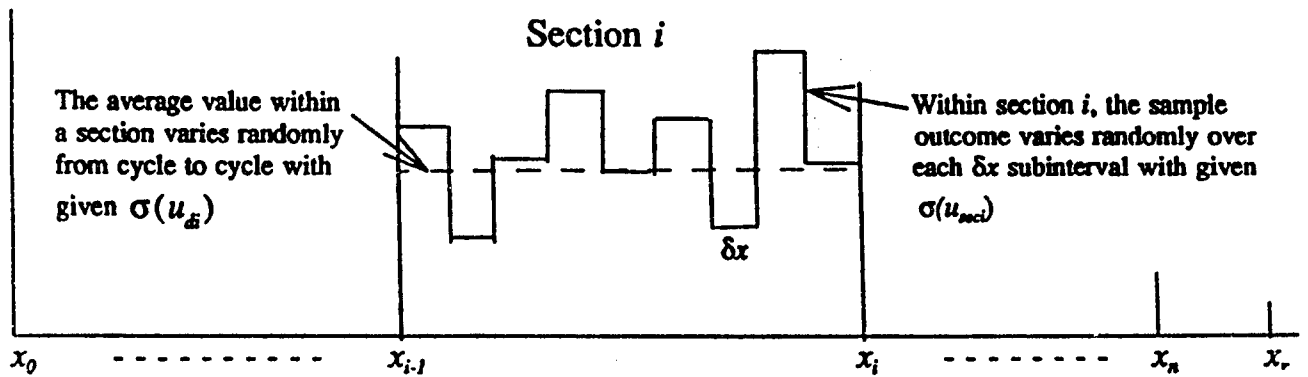 Section i
The average value within
a section varies randomly
from cycle to cycle with
given σ(u_di)
Within section i, the sample
outcome varies randomly over
each δx subinterval with given
σ(u_seci)
δx
x_0 - - - - - - - - - - x_{i-1} x_i - - - - - - - - - x_n x_r